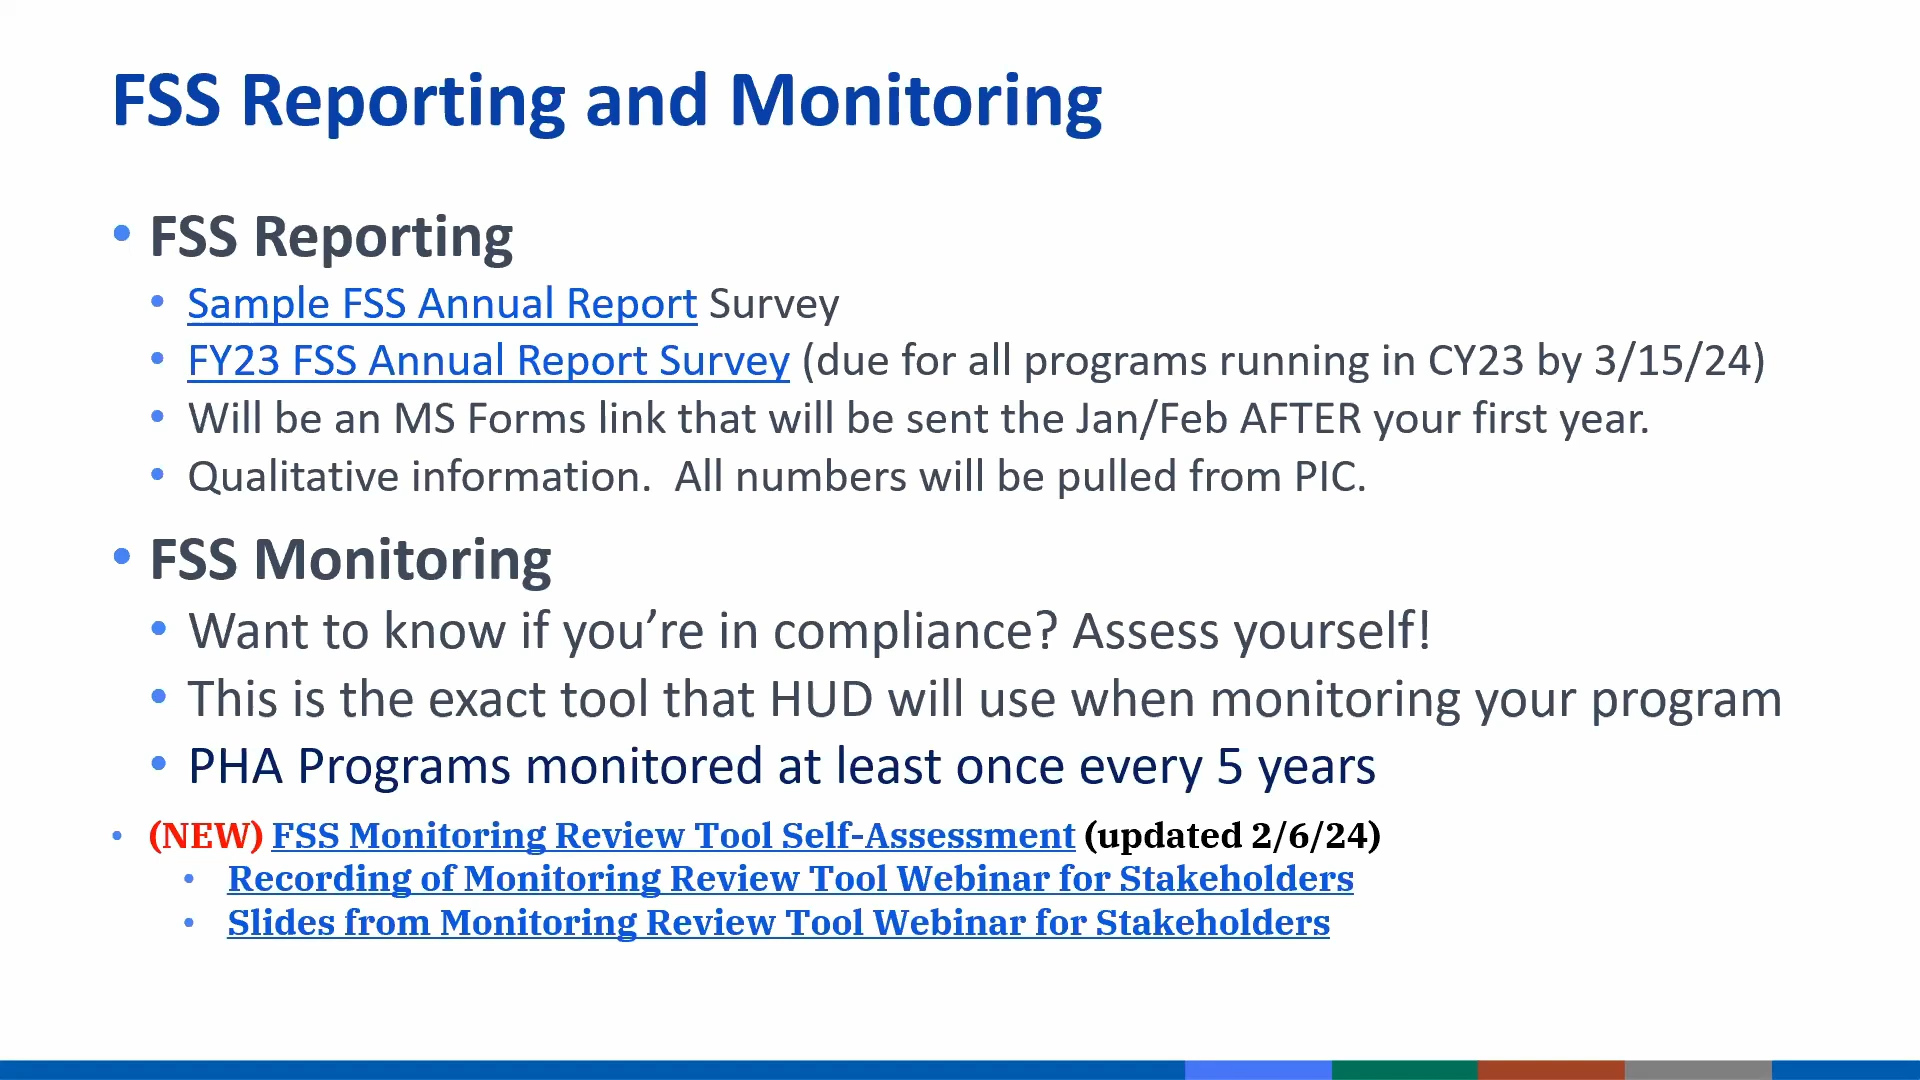 FSS Reporting and Monitoring
• FSS Reporting
• Sample FSS Annual Report Survey
• FY23 FSS Annual Report Survey (due for all programs running in CY23 by 3/15/24)
• Will be an MS Forms link that will be sent the Jan/Feb AFTER your first year.
• Qualitative information.  All numbers will be pulled from PIC.
• FSS Monitoring
• Want to know if you’re in compliance? Assess yourself!
• This is the exact tool that HUD will use when monitoring your program
• PHA Programs monitored at least once every 5 years
• (NEW) FSS Monitoring Review Tool Self-Assessment (updated 2/6/24)
• Recording of Monitoring Review Tool Webinar for Stakeholders
• Slides from Monitoring Review Tool Webinar for Stakeholders